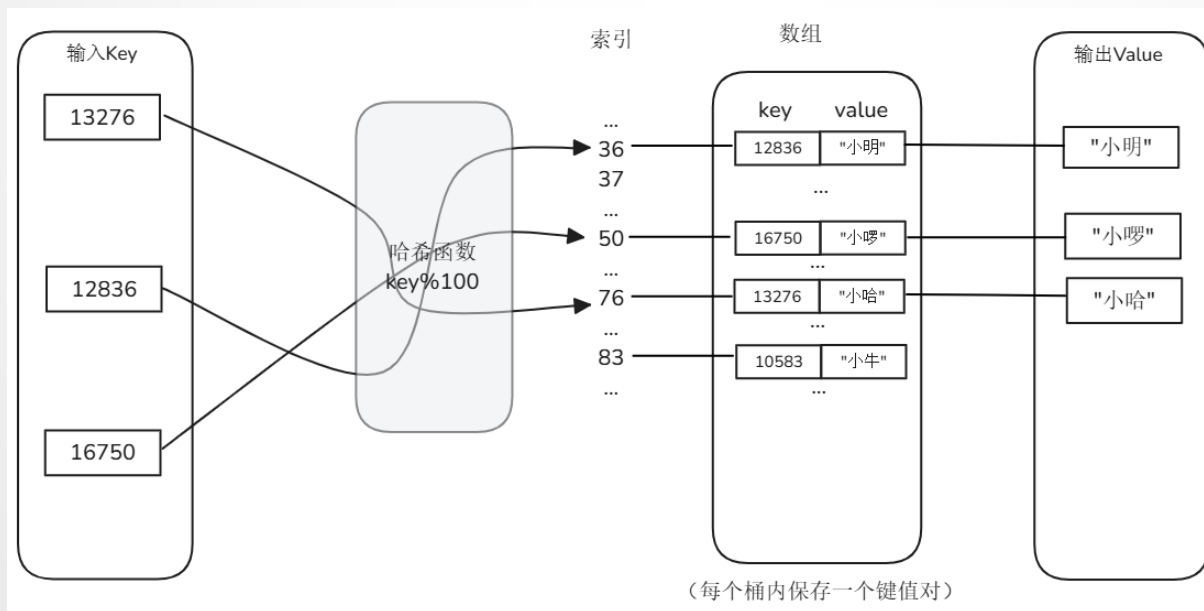 输入Key
13276
12836
16750
哈希函数
key%100
索引
...
36
37
...
50
...
76
...
83
...
数组
key value
12836 "小明"
...
16750 "小啰"
...
13276 "小哈"
...
10583 "小牛"
...
（每个桶内保存一个键值对）
输出Value
"小明"
"小啰"
"小哈"